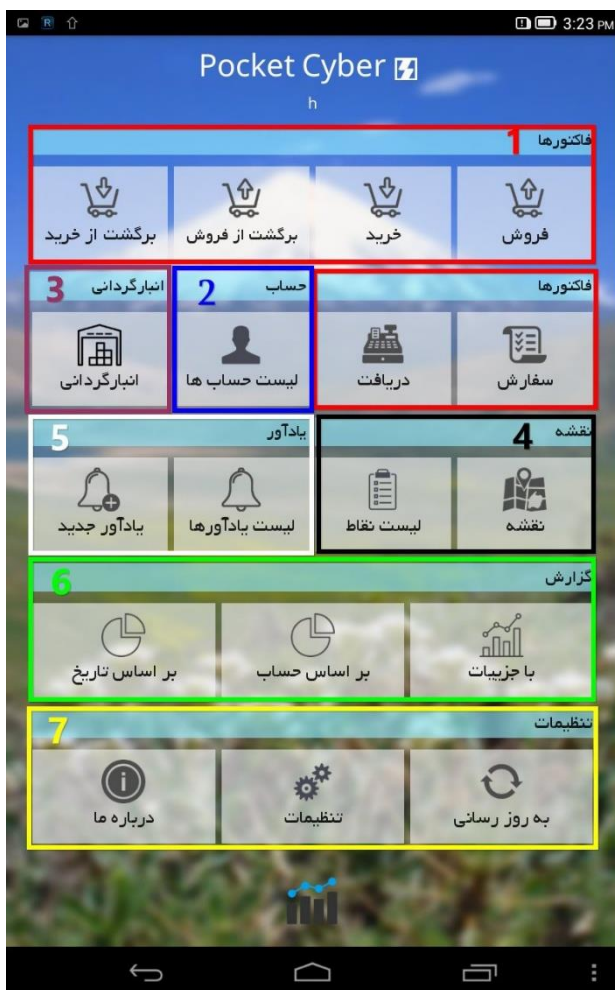 3:23 PM
Pocket Cyber
h
فاکتورها 1
فروش خرید برگشت از فروش برگشت از خرید
فاکتورها حساب 2 انبارگردانی 3
سفارش دریافت لیست حساب ها انبارگردانی
نقشه 4 یادآور 5
نقشه لیست نقاط لیست یادآورها یادآور جدید
گزارش 6
با جزییات بر اساس حساب بر اساس تاریخ
تنظیمات 7
به روز رسانی تنظیمات درباره ما